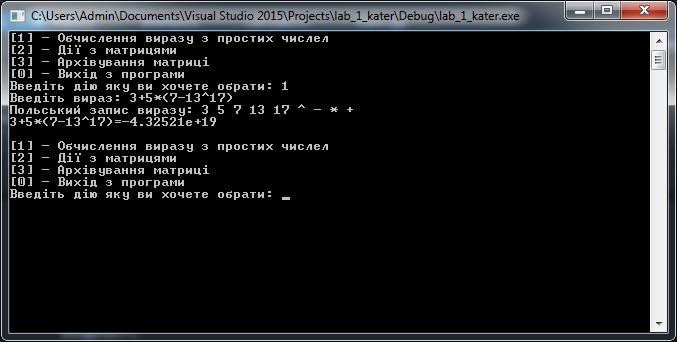 C:\Users\Admin\Documents\Visual Studio 2015\Projects\lab_1_kater\Debug\lab_1_kater.exe
[1] - Обчислення виразу з простих числел
[2] - Дії з матрицями
[3] - Архівування матриці
[0] - Вихід з програми
Введіть дію яку ви хочете обрати: 1
Введіть вираз: 3+5*(7-13^17)
Польський запис виразу: 3 5 7 13 17 ^ - * +
3+5*(7-13^17)=-4.32521e+19
[1] - Обчислення виразу з простих числел
[2] - Дії з матрицями
[3] - Архівування матриці
[0] - Вихід з програми
Введіть дію яку ви хочете обрати: _